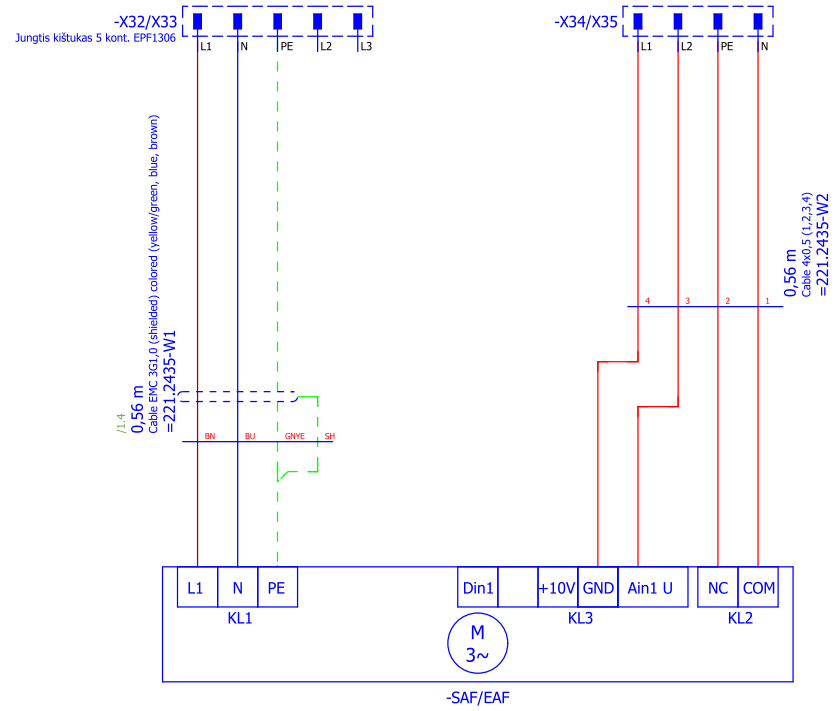 -X32/X33
Jungtis kištukas 5 kont. EPF1306
L1 N PE L2 L3
-X34/X35
L1 L2 PE N
/1.4
0,56 m
Cable EMC 3G1,0 (shielded) colored (yellow/green, blue, brown)
=221.2435-W1
BN BU GNYE SH
0,56 m
Cable 4x0,5 (1,2,3,4)
=221.2435-W2
4 3 2 1
L1 N PE
KL1
Din1 +10V GND Ain1 U
KL3
NC COM
KL2
M
3~
-SAF/EAF